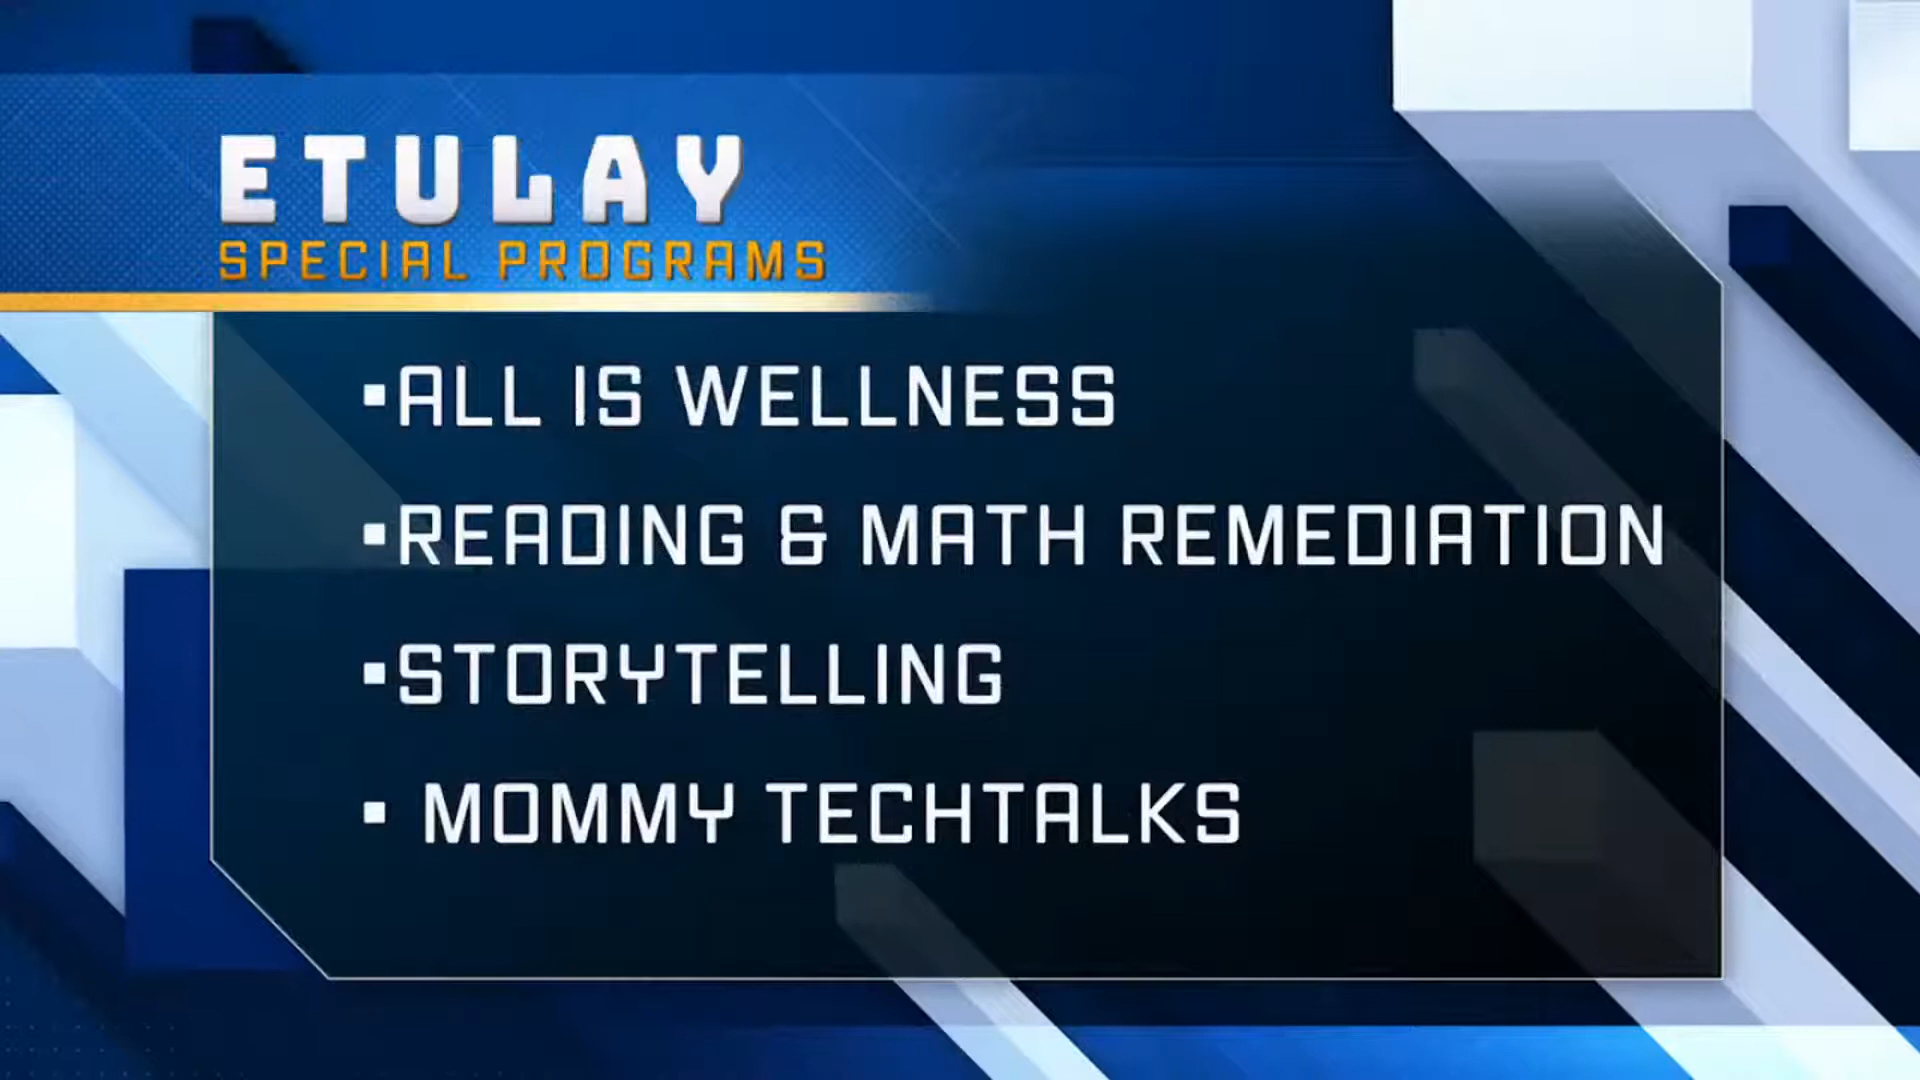 ETULAY
SPECIAL PROGRAMS
▪ALL IS WELLNESS
▪READING & MATH REMEDIATION
▪STORYTELLING
▪ MOMMY TECHTALKS